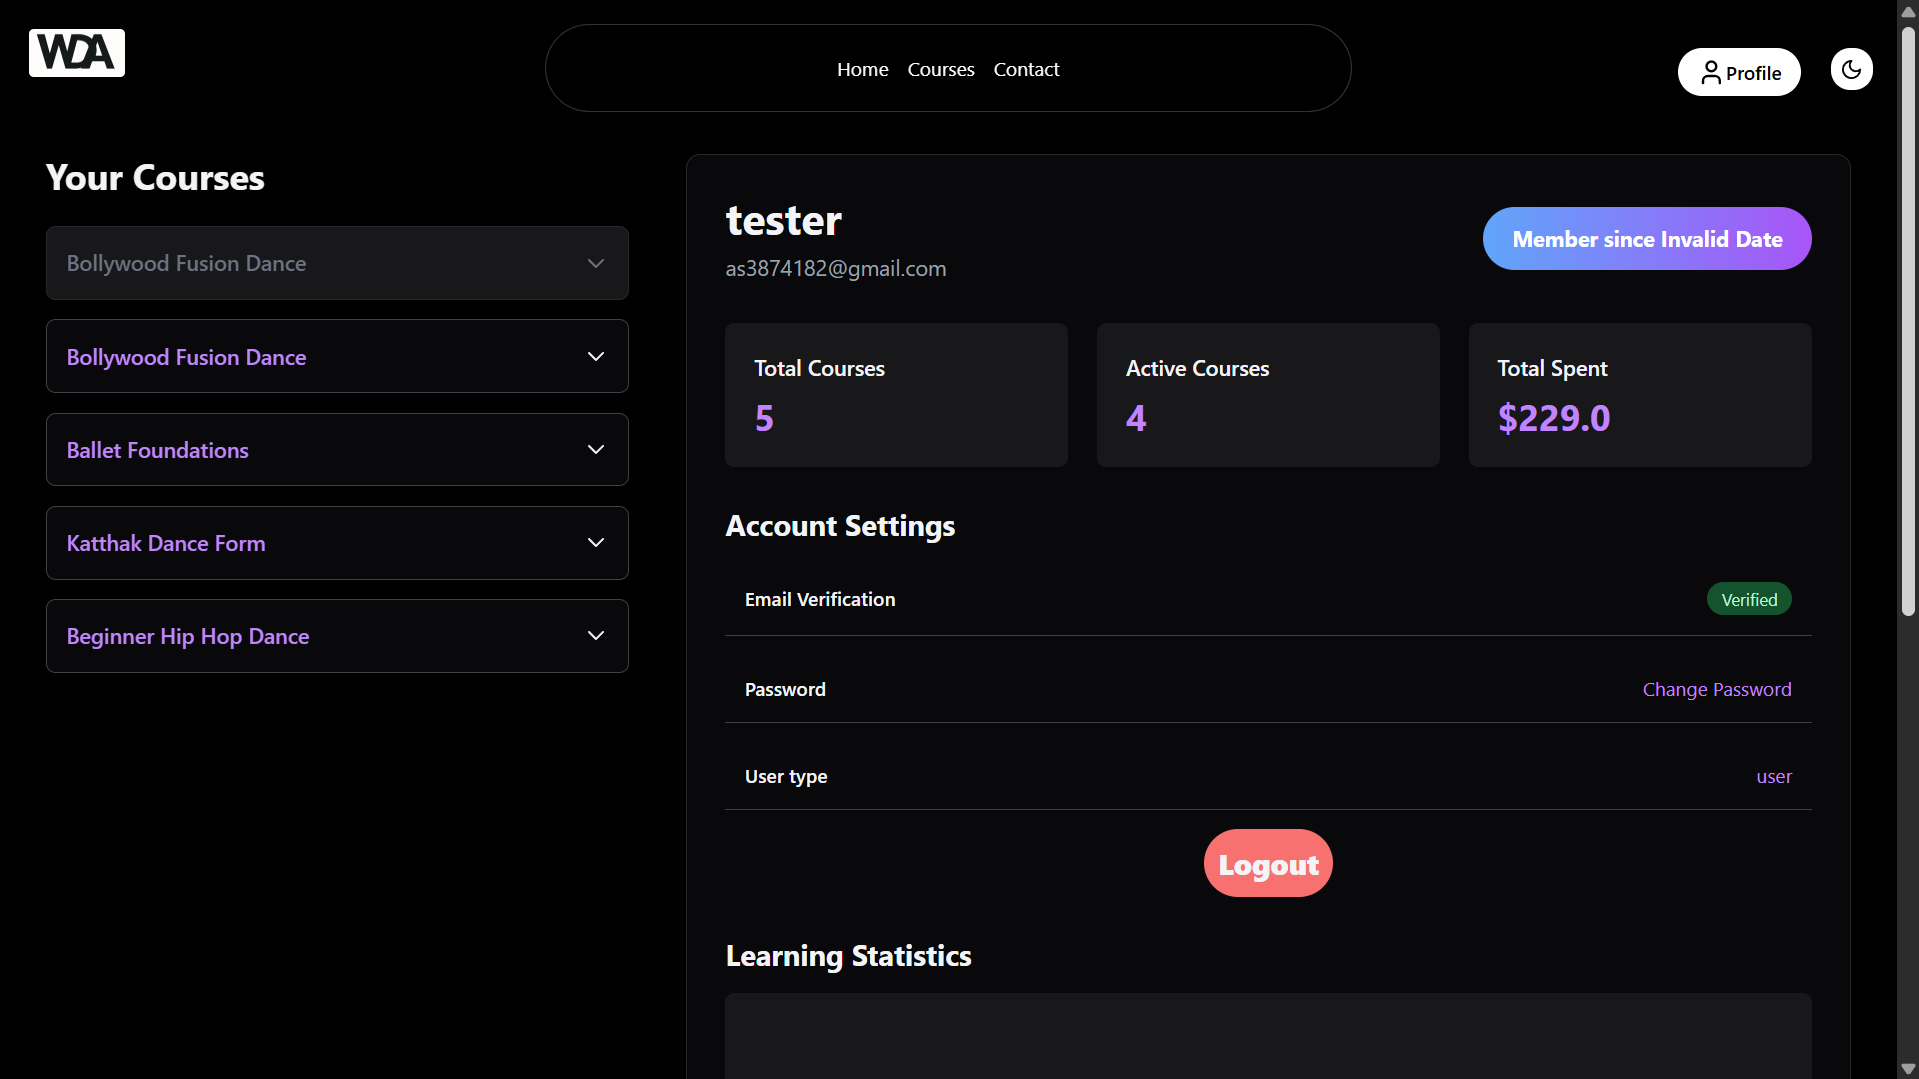 WDA
Home Courses Contact
Profile
Your Courses
Bollywood Fusion Dance
Bollywood Fusion Dance
Ballet Foundations
Katthak Dance Form
Beginner Hip Hop Dance
tester
as3874182@gmail.com
Member since Invalid Date
Total Courses
5
Active Courses
4
Total Spent
$229.0
Account Settings
Email Verification Verified
Password Change Password
User type user
Logout
Learning Statistics